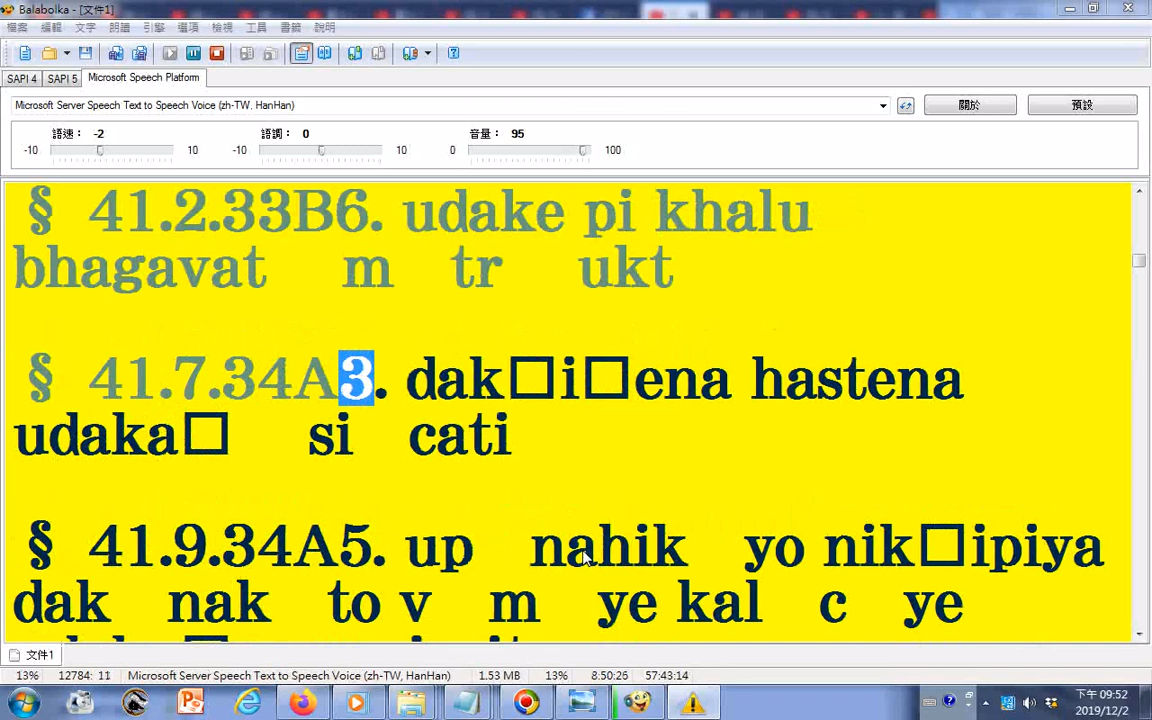 Balabolka - [文件1]
檔案 編輯 文字 朗讀 引擎 選項 檢視 工具 書籤 說明
SAPI 4 SAPI 5 Microsoft Speech Platform
Microsoft Server Speech Text to Speech Voice (zh-TW, HanHan) 關於 預設
語速： -2 語調： 0 音量： 95
-10 10 -10 10 0 100
§ 41.2.33B6. udake pi khalu
bhagavat m tr ukt
§ 41.7.34A3. dak□i□ena hastena
udaka□ si cati
§ 41.9.34A5. up nahik yo nik□ipiya
dak nak to v m ye kal c ye
文件1
13% 12784: 11 Microsoft Server Speech Text to Speech Voice (zh-TW, HanHan) 1.53 MB 13% 8:50:26 57:43:14
下午 09:52
2019/12/2